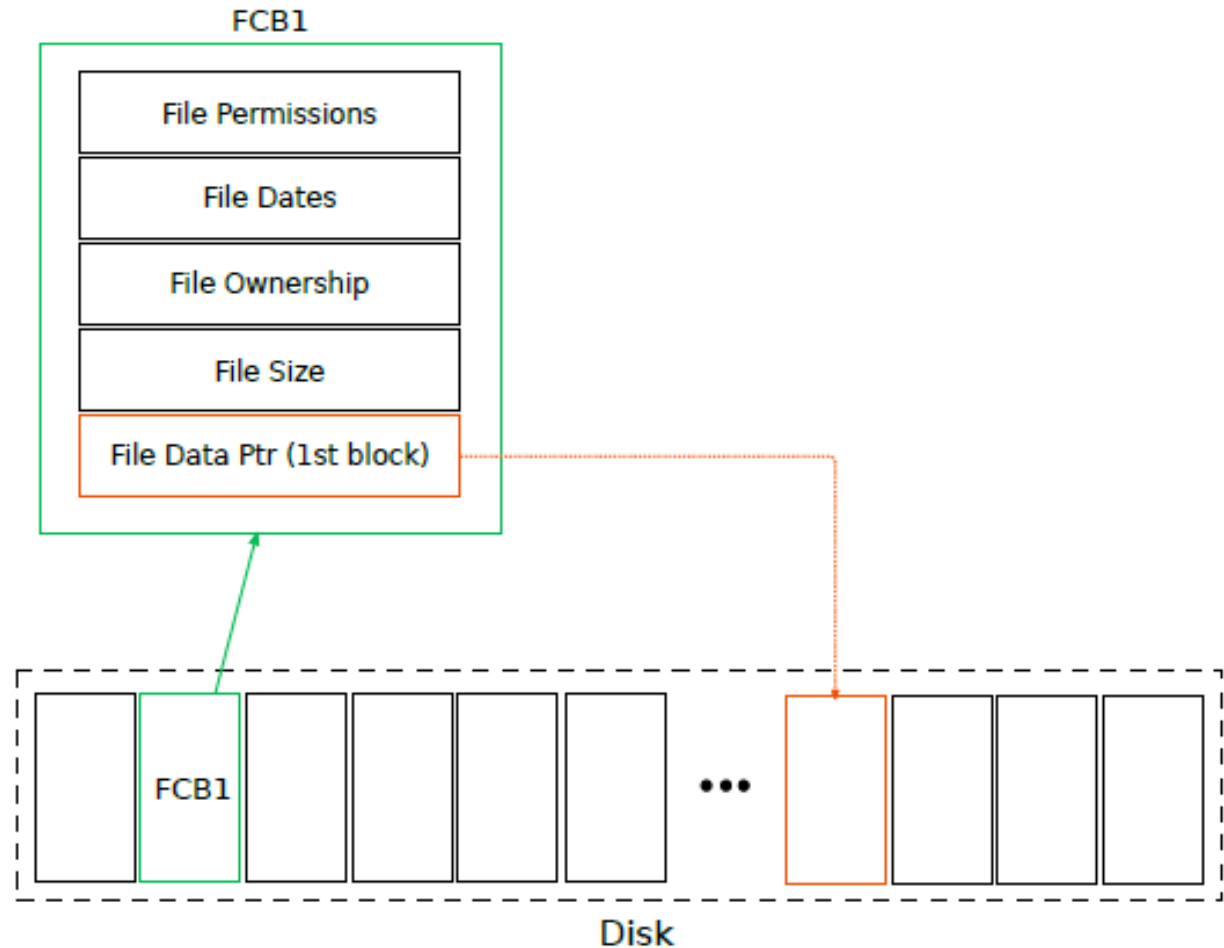 FCB1
File Permissions
File Dates
File Ownership
File Size
File Data Ptr (1st block)
FCB1
Disk